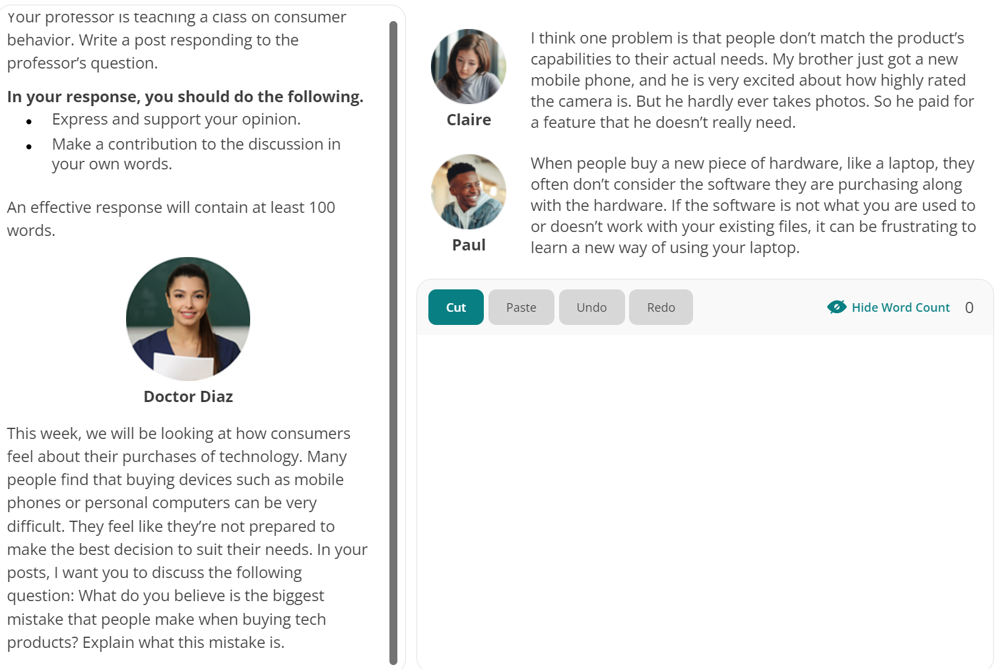 Your professor is teaching a class on consumer
behavior. Write a post responding to the
professor’s question.
In your response, you should do the following.
• Express and support your opinion.
• Make a contribution to the discussion in
your own words.
An effective response will contain at least 100
words.
Doctor Diaz
This week, we will be looking at how consumers
feel about their purchases of technology. Many
people find that buying devices such as mobile
phones or personal computers can be very
difficult. They feel like they’re not prepared to
make the best decision to suit their needs. In your
posts, I want you to discuss the following
question: What do you believe is the biggest
mistake that people make when buying tech
products? Explain what this mistake is.
I think one problem is that people don’t match the product’s
capabilities to their actual needs. My brother just got a new
mobile phone, and he is very excited about how highly rated
the camera is. But he hardly ever takes photos. So he paid for
a feature that he doesn’t really need.
Claire
When people buy a new piece of hardware, like a laptop, they
often don’t consider the software they are purchasing along
with the hardware. If the software is not what you are used to
or doesn’t work with your existing files, it can be frustrating to
learn a new way of using your laptop.
Paul
Cut Paste Undo Redo Hide Word Count 0